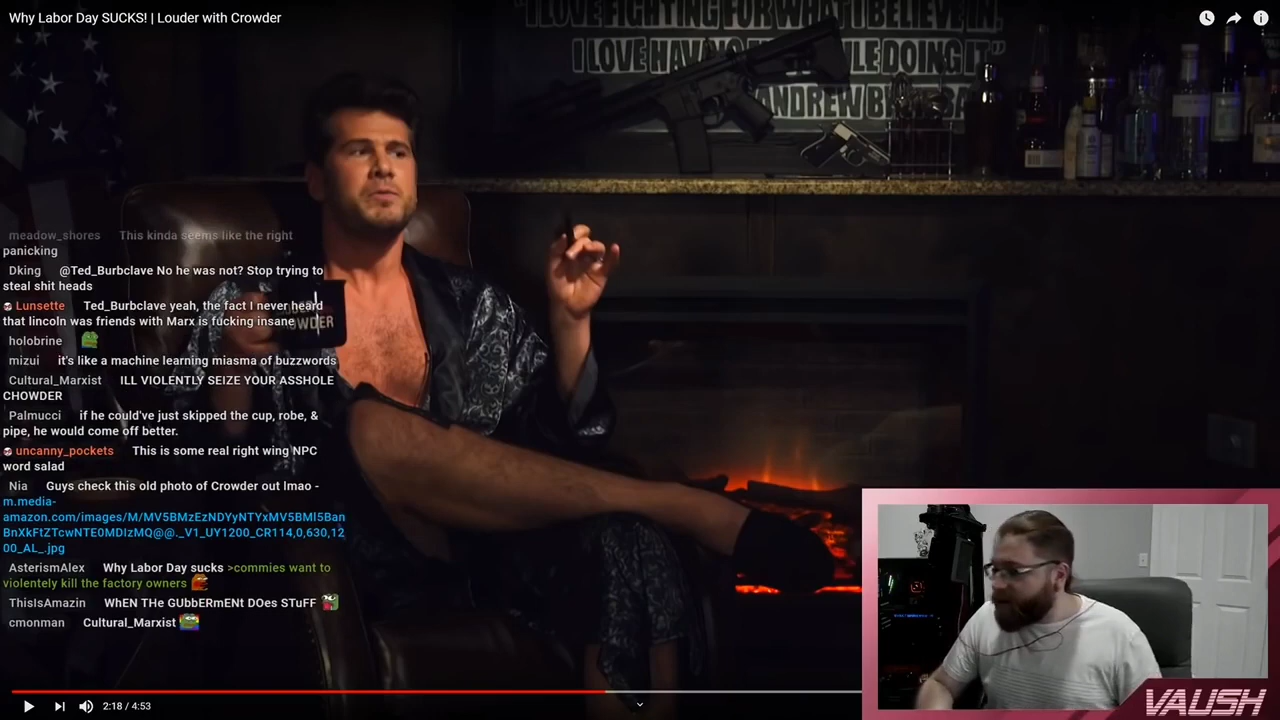 Why Labor Day SUCKS! | Louder with Crowder
"I LOVE FIGHTING FOR WHAT I BELIEVE IN.
I LOVE HAVING WHILE DOING IT"
ANDREW
meadow_shores This kinda seems like the right
panicking
Dking @Ted_Burbclave No he was not? Stop trying to
steal shit heads
Lunsette Ted_Burbclave yeah, the fact I never heard
that lincoln was friends with Marx is fucking insane
CROWDER
holobrine
mizui it's like a machine learning miasma of buzzwords
Cultural_Marxist ILL VIOLENTLY SEIZE YOUR ASSHOLE
CHOWDER
Palmucci if he could've just skipped the cup, robe, &
pipe, he would come off better.
uncanny_pockets This is some real right wing NPC
word salad
Nia Guys check this old photo of Crowder out lmao -
m.media-
amazon.com/images/M/MV5BMzEzNDYyNTYxMV5BMl5Ban
BnXkFtZTcwNTE0MDIzMQ@@._V1_UY1200_CR114,0,630,12
00_AL_.jpg
AsterismAlex Why Labor Day sucks >commies want to
violentely kill the factory owners
ThisIsAmazin WhEN THe GUbbERmENt DOes STuFF
cmonman Cultural_Marxist
2:18 / 4:53
VAUSH